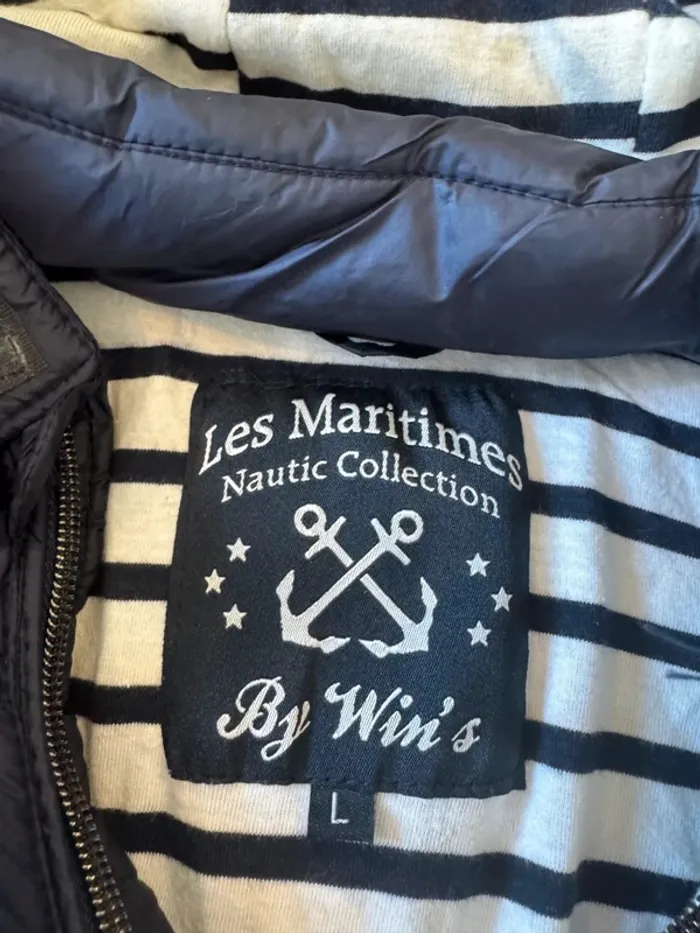 Les Maritimes
Nautic Collection
By Win's
L